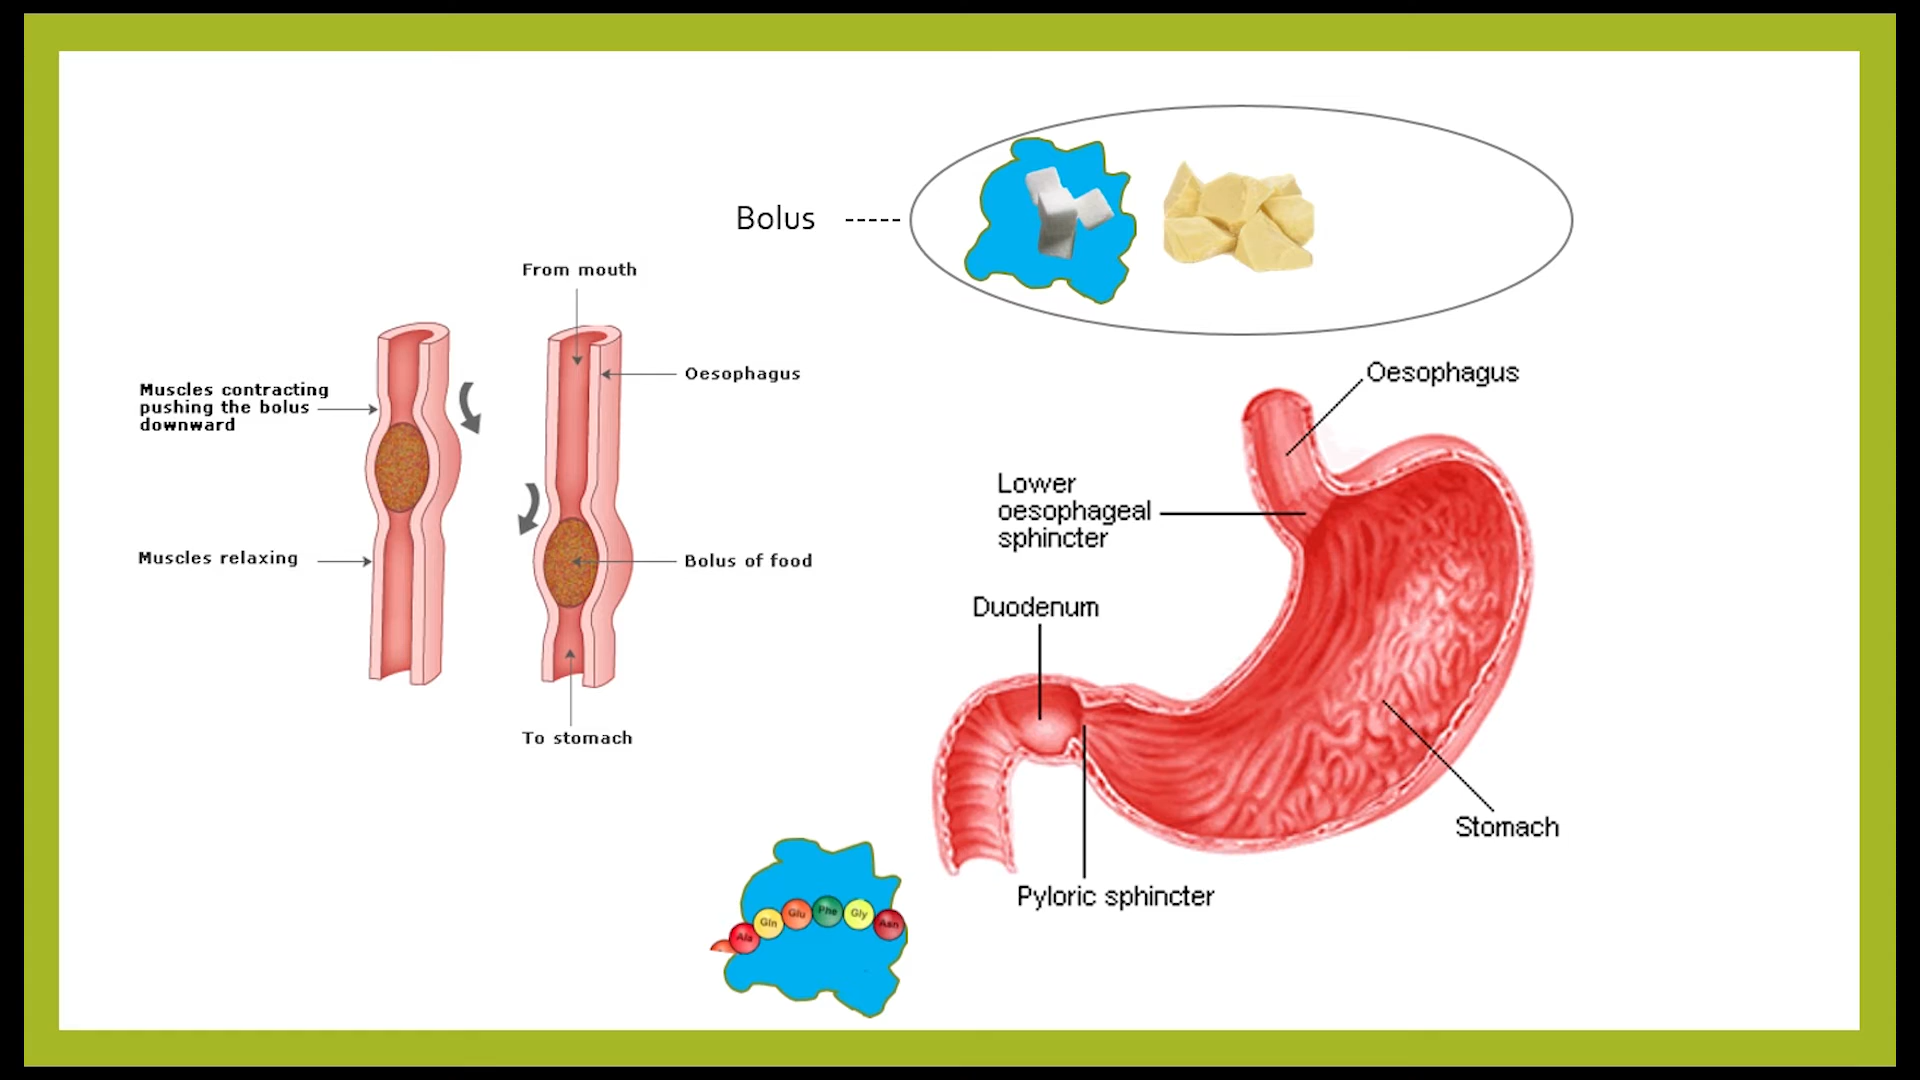 Bolus
From mouth
Oesophagus
Muscles contracting
pushing the bolus
downward
Muscles relaxing
Bolus of food
To stomach
Oesophagus
Lower
oesophageal
sphincter
Duodenum
Stomach
Pyloric sphincter
Ala Gln Glu Phe Gly Asn